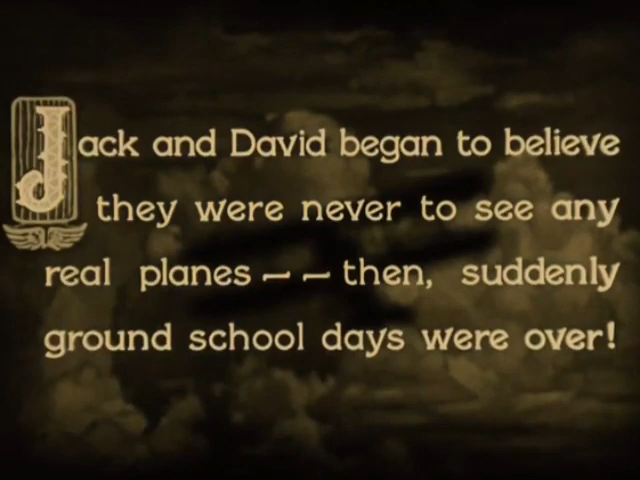 Jack and David began to believe
they were never to see any
real planes – – then, suddenly
ground school days were over!